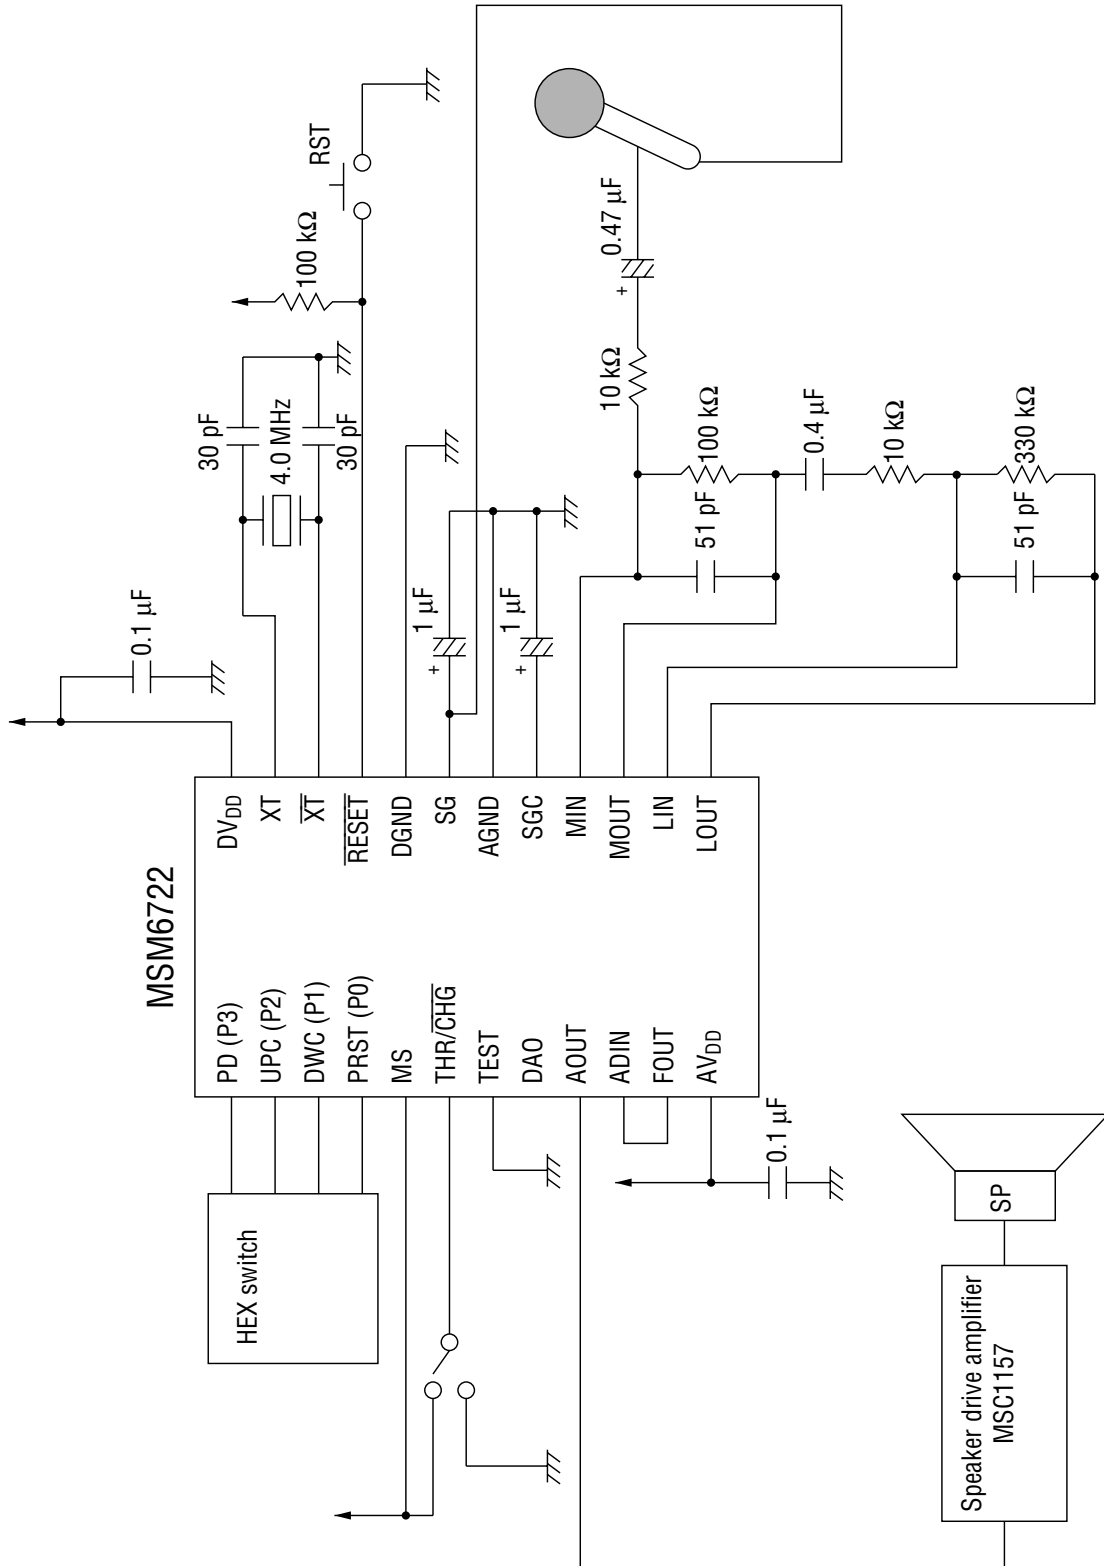 MSM6722
PD (P3)
UPC (P2)
DWC (P1)
PRST (P0)
MS
THR/CHG
TEST
DAO
AOUT
ADIN
FOUT
AVDD
DVDD
XT
XT
RESET
DGND
SG
AGND
SGC
MIN
MOUT
LIN
LOUT
HEX switch
0.1 µF
0.1 µF
30 pF
4.0 MHz
30 pF
100 kΩ
RST
1 µF
+
1 µF
+
0.47 µF
+
10 kΩ
100 kΩ
51 pF
0.4 µF
10 kΩ
330 kΩ
51 pF
Speaker drive amplifier
MSC1157
SP